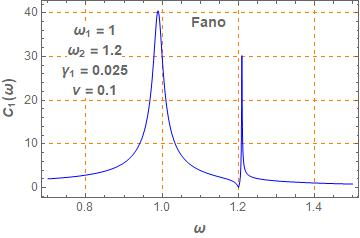 Fano
ω₁ = 1
ω₂ = 1.2
γ₁ = 0.025
v = 0.1
C₁(ω)
40
30
20
10
0
0.8 1.0 1.2 1.4
ω